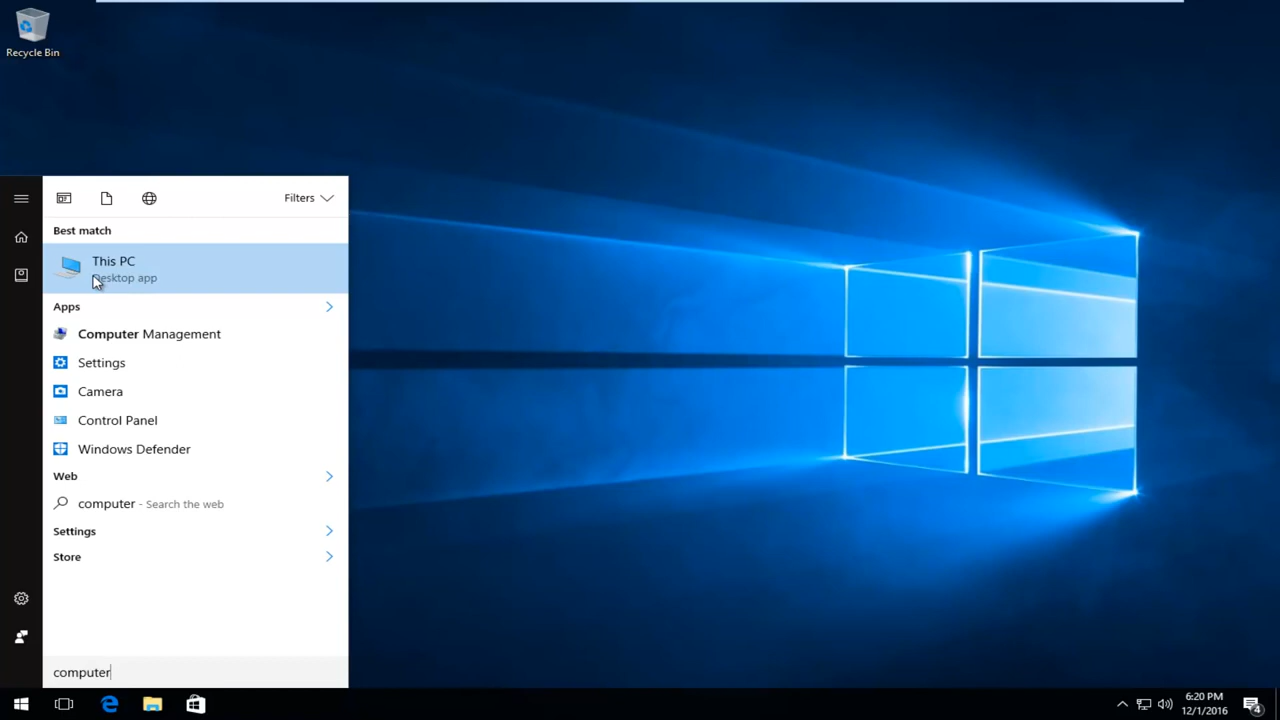 Recycle Bin
Filters
Best match
This PC
Desktop app
Apps
Computer Management
Settings
Camera
Control Panel
Windows Defender
Web
computer - Search the web
Settings
Store
computer
6:20 PM
12/1/2016
4